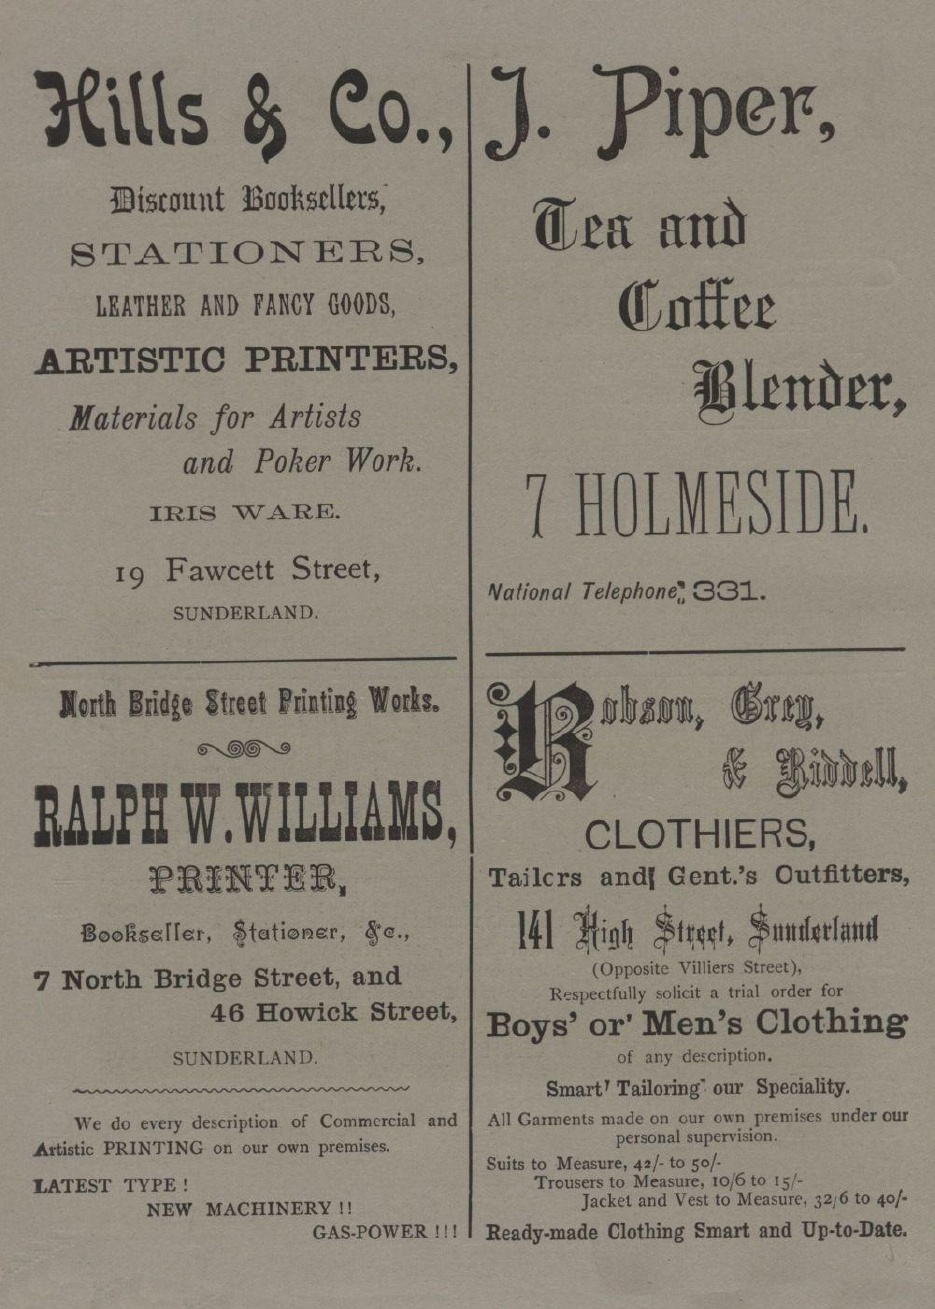 Hills & Co.,
Discount Booksellers,
STATIONERS,
LEATHER AND FANCY GOODS,
ARTISTIC PRINTERS,
Materials for Artists
and Poker Work.
IRIS WARE.
19 Fawcett Street,
SUNDERLAND.
North Bridge Street Printing Works.
RALPH W. WILLIAMS,
PRINTER,
Bookseller, Stationer, &c.,
7 North Bridge Street, and
46 Howick Street,
SUNDERLAND.
We do every description of Commercial and
Artistic PRINTING on our own premises.
LATEST TYPE !
NEW MACHINERY !!
GAS-POWER !!!
J. Piper,
Tea and
Coffee
Blender,
7 HOLMESIDE.
National Telephone: 331.
Robson, Grey,
& Riddell,
CLOTHIERS,
Tailors and Gent.'s Outfitters,
141 High Street, Sunderland
(Opposite Villiers Street),
Respectfully solicit a trial order for
Boys' or Men's Clothing
of any description.
Smart Tailoring our Speciality.
All Garments made on our own premises under our
personal supervision.
Suits to Measure, 42/- to 50/-
Trousers to Measure, 10/6 to 15/-
Jacket and Vest to Measure, 32/6 to 40/-
Ready-made Clothing Smart and Up-to-Date.